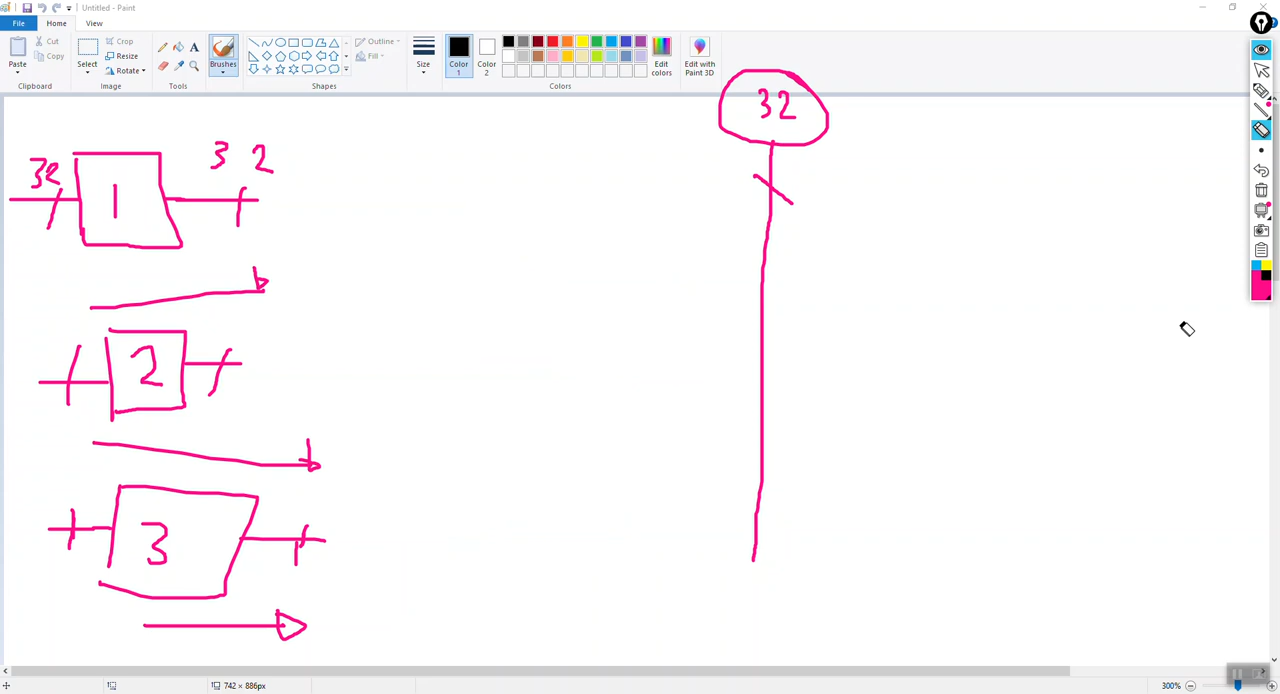 Untitled - Paint
File Home View
Paste
Cut
Copy
Clipboard
Select
Crop
Resize
Rotate
Image
A
Tools
Brushes
Shapes
Outline
Fill
Size
Color 1
Color 2
Edit colors
Edit with Paint 3D
Colors
32
32
1
3 2
2
3
742 × 886px
300%